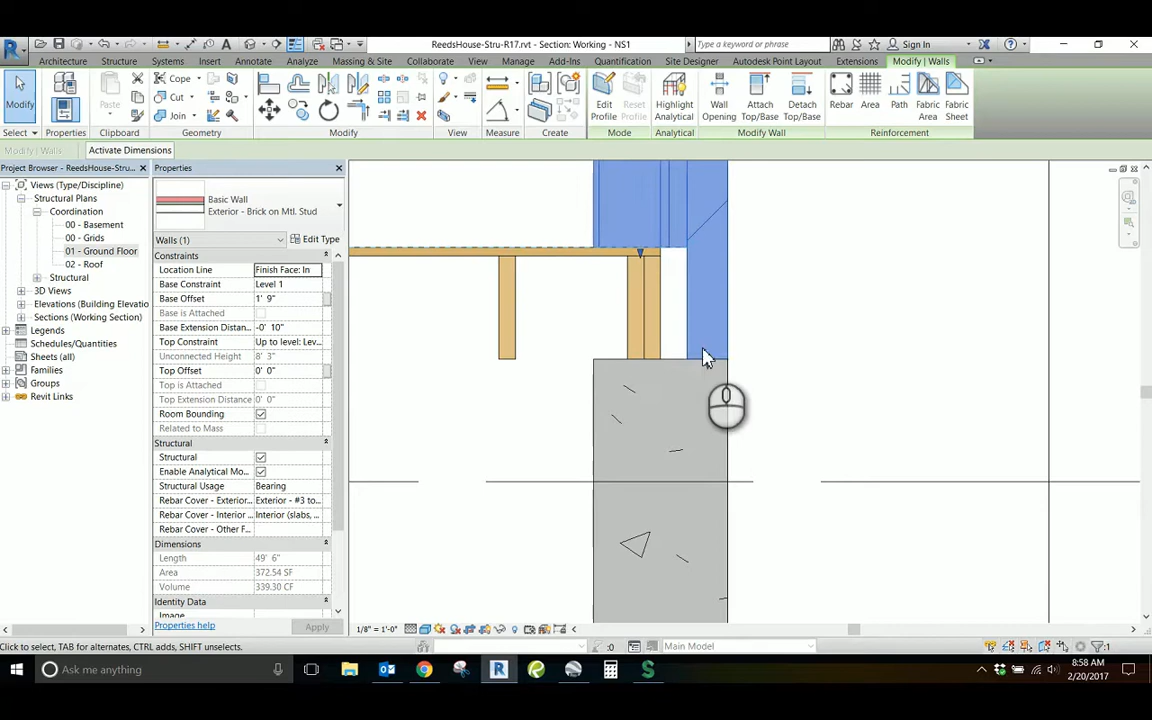 ReedsHouse-Stru-R17.rvt - Section: Working - NS1
Type a keyword or phrase
Sign In
Architecture Structure Systems Insert Annotate Analyze Massing & Site Collaborate View Manage Add-Ins Quantification Site Designer Autodesk Point Layout Extensions Modify | Walls
Modify
Properties
Paste
Cope
Cut
Join
Edit Profile
Reset Profile
Highlight Analytical
Wall Opening
Attach Top/Base
Detach Top/Base
Rebar
Area
Path
Fabric Area
Fabric Sheet
Select Properties Clipboard Geometry Modify View Measure Create Mode Analytical Modify Wall Reinforcement
Modify | Walls
Activate Dimensions
Project Browser - ReedsHouse-Stru-R17...
Views (Type/Discipline)
Structural Plans
Coordination
00 - Basement
00 - Grids
01 - Ground Floor
02 - Roof
Structural
3D Views
Elevations (Building Elevatio
Sections (Working Section)
Legends
Schedules/Quantities
Sheets (all)
Families
Groups
Revit Links
Properties
Basic Wall
Exterior - Brick on Mtl. Stud
Walls (1)
Edit Type
Constraints
Location Line Finish Face: In
Base Constraint Level 1
Base Offset 1' 9"
Base is Attached
Base Extension Distan... -0' 10"
Top Constraint Up to level: Lev...
Unconnected Height 8' 3"
Top Offset 0' 0"
Top is Attached
Top Extension Distance 0' 0"
Room Bounding
Related to Mass
Structural
Structural
Enable Analytical Mo...
Structural Usage Bearing
Rebar Cover - Exterior... Exterior - #3 to...
Rebar Cover - Interior ... Interior (slabs, ...
Rebar Cover - Other F...
Dimensions
Length 49' 6"
Area 372.54 SF
Volume 339.30 CF
Identity Data
Image
Properties help
Apply
1/8" = 1'-0"
Click to select, TAB for alternates, CTRL adds, SHIFT unselects.
:0
Main Model
:1
Ask me anything
8:58 AM
2/20/2017